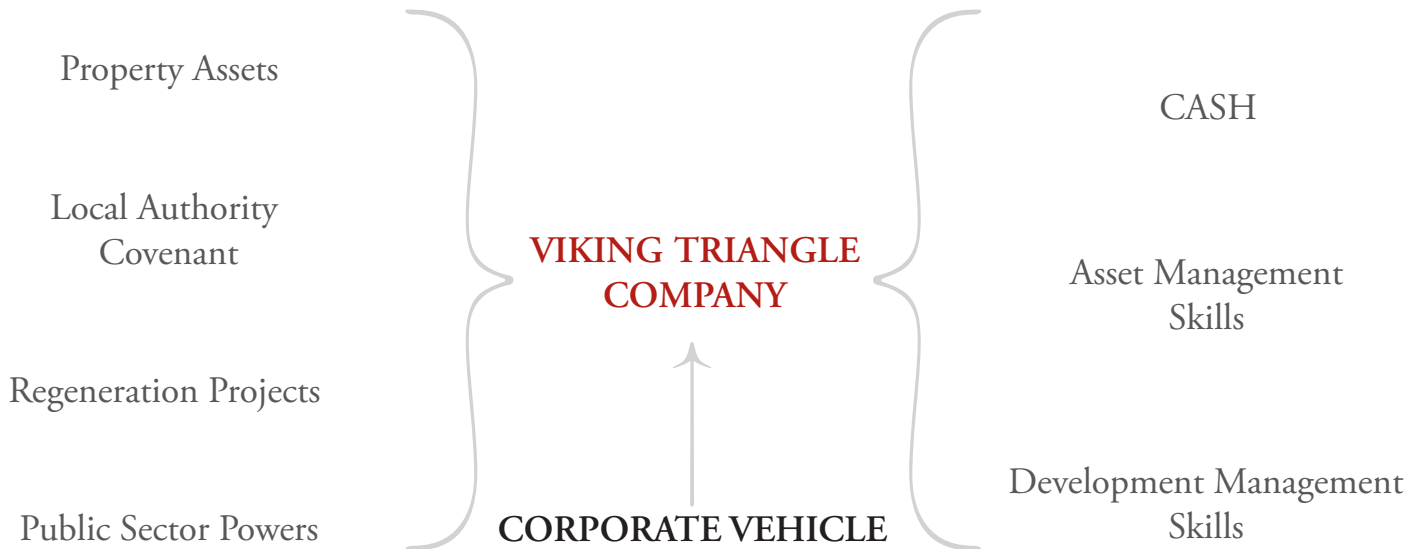 Property Assets
Local Authority
Covenant
Regeneration Projects
Public Sector Powers
VIKING TRIANGLE
COMPANY
CORPORATE VEHICLE
CASH
Asset Management
Skills
Development Management
Skills